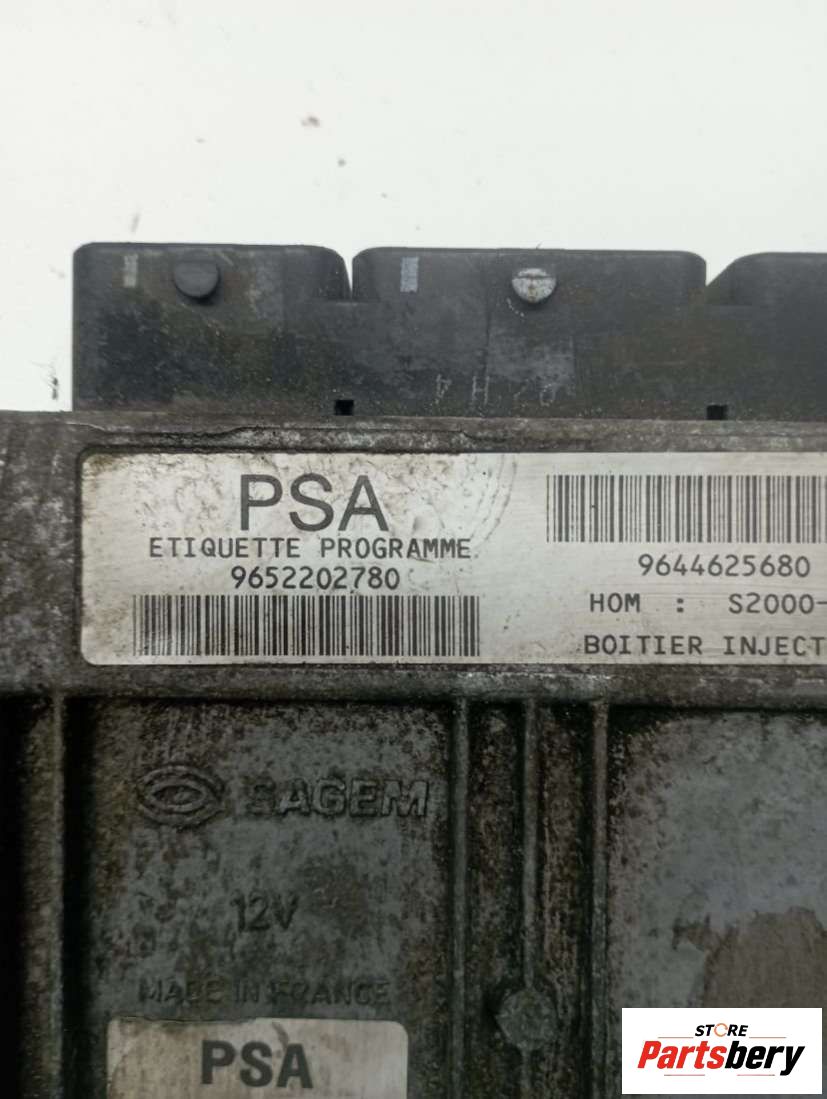 PSA
ETIQUETTE PROGRAMME
9652202780
9644625680
HOM : S2000-
BOITIER INJECT
SAGEM
12V
MADE IN FRANCE
PSA
STORE
Partsbery